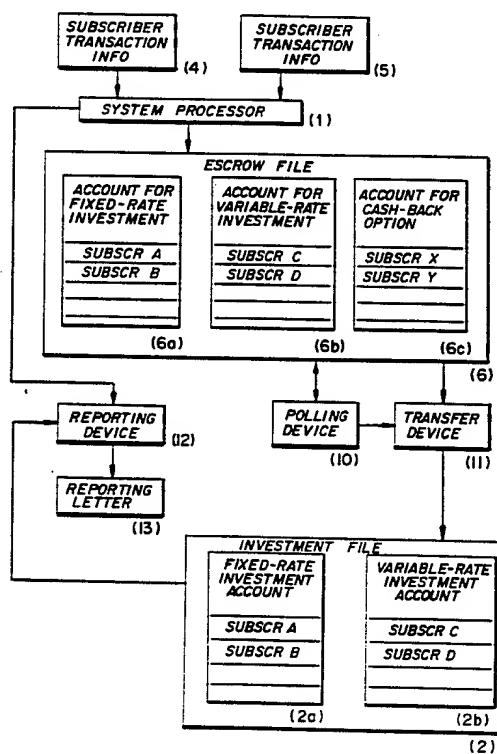 SUBSCRIBER
TRANSACTION
INFO
(4)
SUBSCRIBER
TRANSACTION
INFO
(5)
SYSTEM PROCESSOR
(1)
ESCROW FILE
ACCOUNT FOR
FIXED-RATE
INVESTMENT
SUBSCR A
SUBSCR B
(6a)
ACCOUNT FOR
VARIABLE-RATE
INVESTMENT
SUBSCR C
SUBSCR D
(6b)
ACCOUNT FOR
CASH-BACK
OPTION
SUBSCR X
SUBSCR Y
(6c)
(6)
REPORTING
DEVICE
(12)
POLLING
DEVICE
(10)
TRANSFER
DEVICE
(11)
REPORTING
LETTER
(13)
INVESTMENT FILE
FIXED-RATE
INVESTMENT
ACCOUNT
SUBSCR A
SUBSCR B
(2a)
VARIABLE-RATE
INVESTMENT
ACCOUNT
SUBSCR C
SUBSCR D
(2b)
(2)